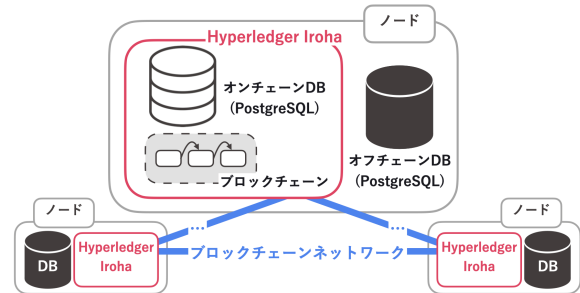 ノード
Hyperledger Iroha
オンチェーンDB
（PostgreSQL）
オフチェーンDB
（PostgreSQL）
ブロックチェーン
ノード
ノード
...
...
DB
Hyperledger
Iroha
ブロックチェーンネットワーク
Hyperledger
Iroha
DB